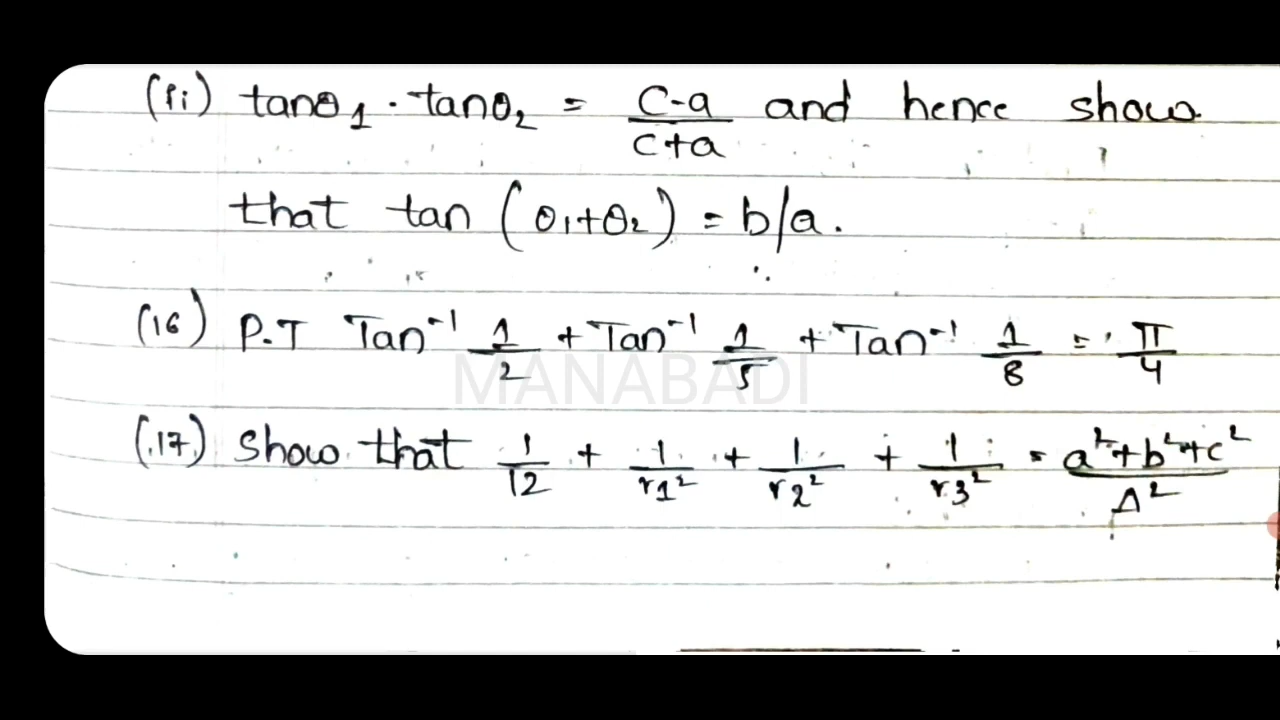 (ii) tanθ1 · tanθ2 = c-a/c+a and hence show
that tan (θ1+θ2) = b/a.
(16) P.T Tan⁻¹ 1/2 + Tan⁻¹ 1/5 + Tan⁻¹ 1/8 = π/4
MANABADI
(17) Show that 1/12 + 1/r1² + 1/r2² + 1/r3² = a²+b²+c²/Δ²